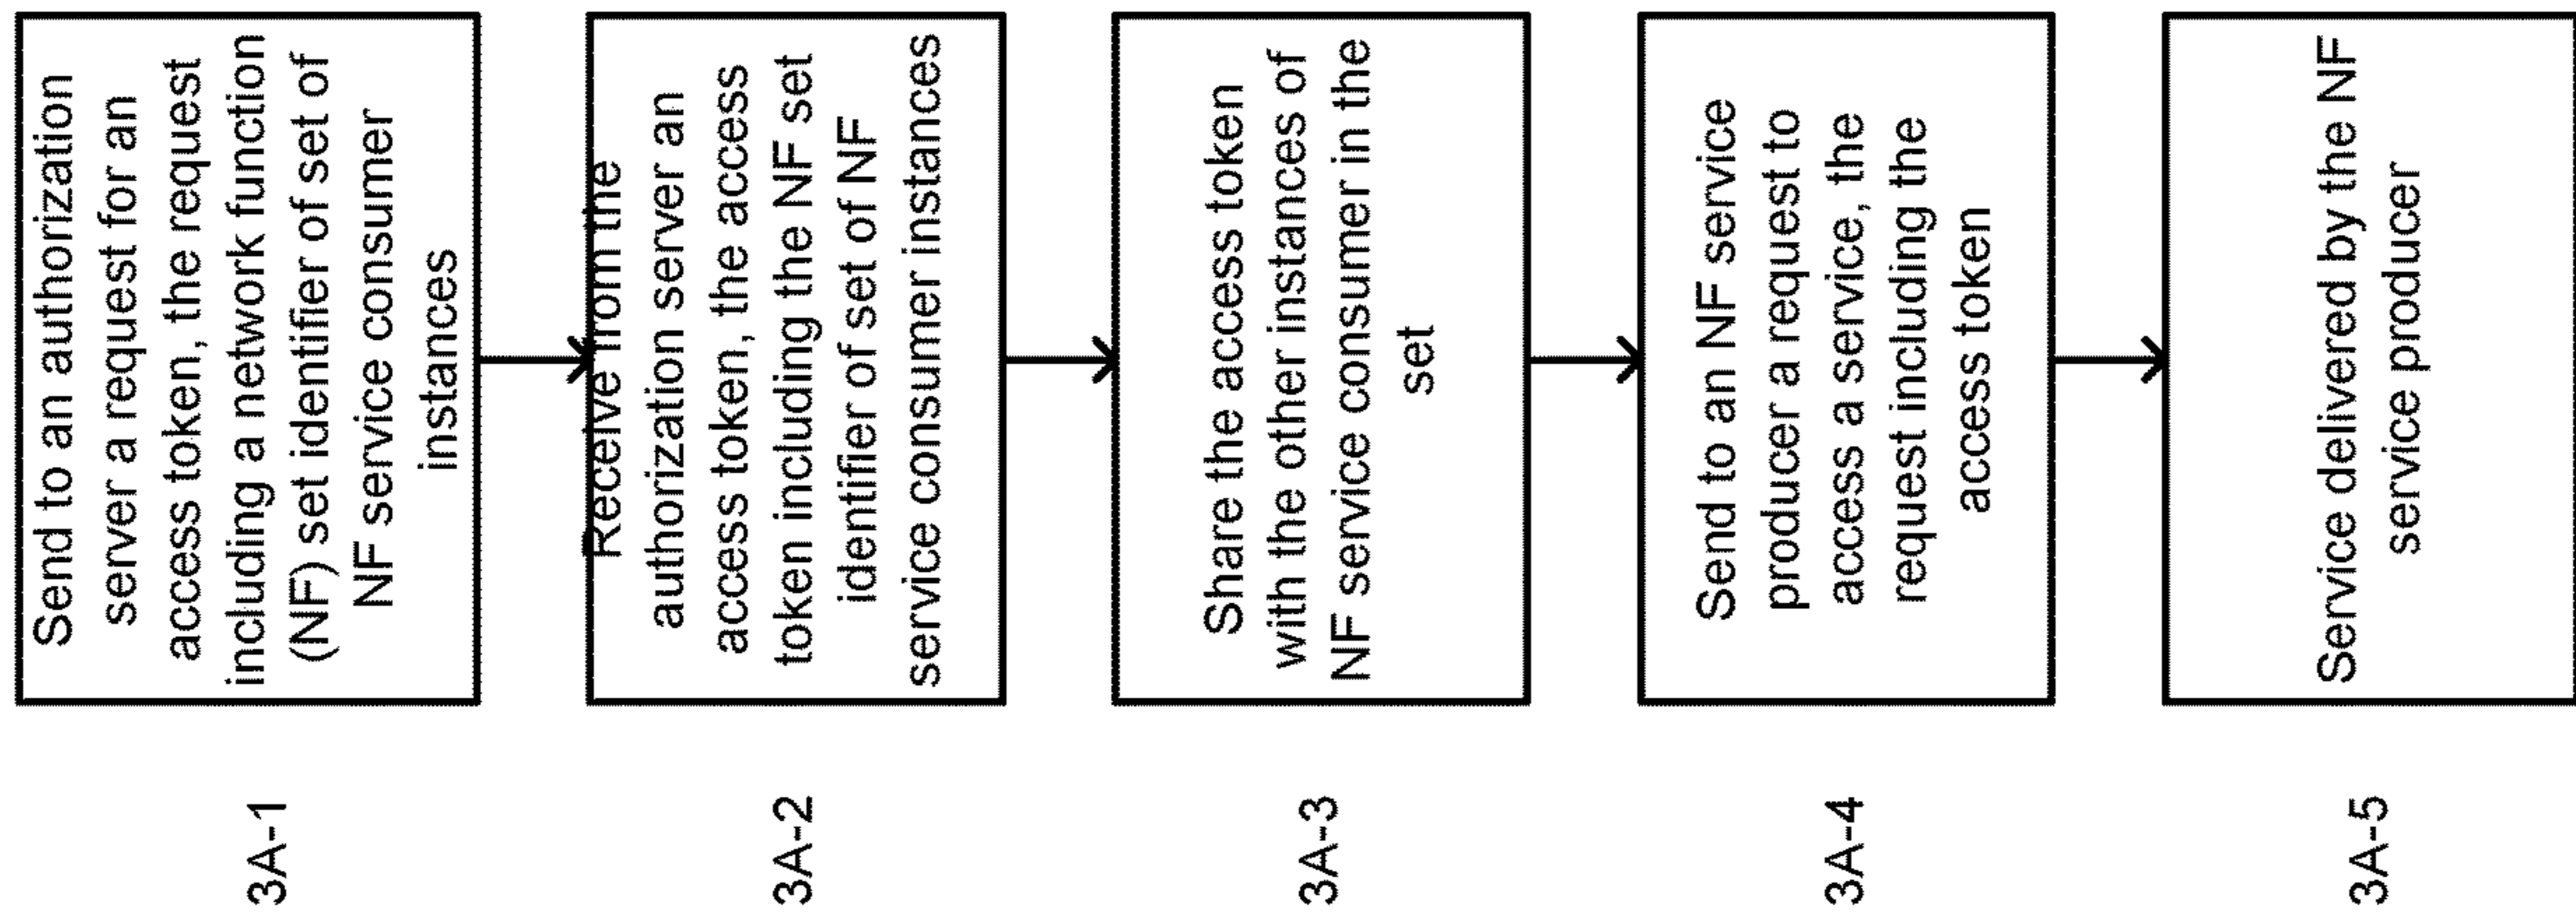 3A-1
Send to an authorization
server a request for an
access token, the request
including a network function
(NF) set identifier of set of
NF service consumer
instances
3A-2
Receive from the
authorization server an
access token, the access
token including the NF set
identifier of set of NF
service consumer instances
3A-3
Share the access token
with the other instances of
NF service consumer in the
set
3A-4
Send to an NF service
producer a request to
access a service, the
request including the
access token
3A-5
Service delivered by the NF
service producer